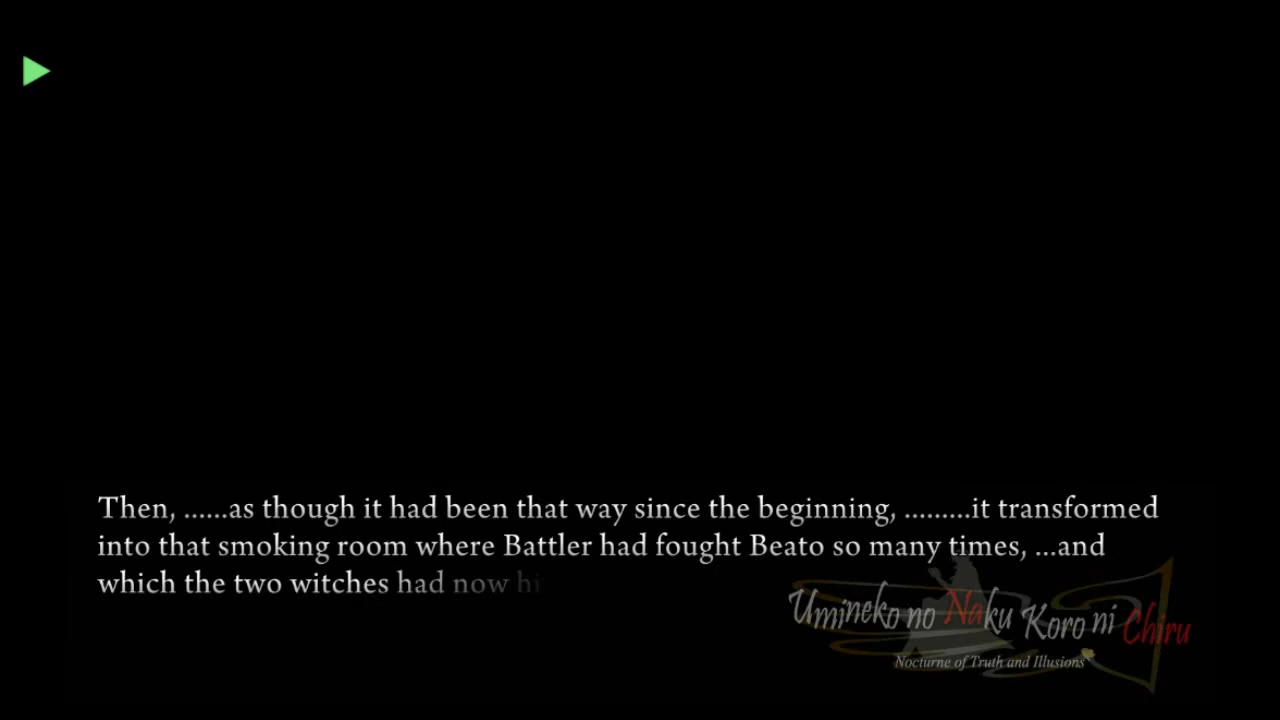 Then, ......as though it had been that way since the beginning, .........it transformed
into that smoking room where Battler had fought Beato so many times, ...and
which the two witches had now hi
Umineko no Naku Koro ni Chiru
Nocturne of Truth and Illusions